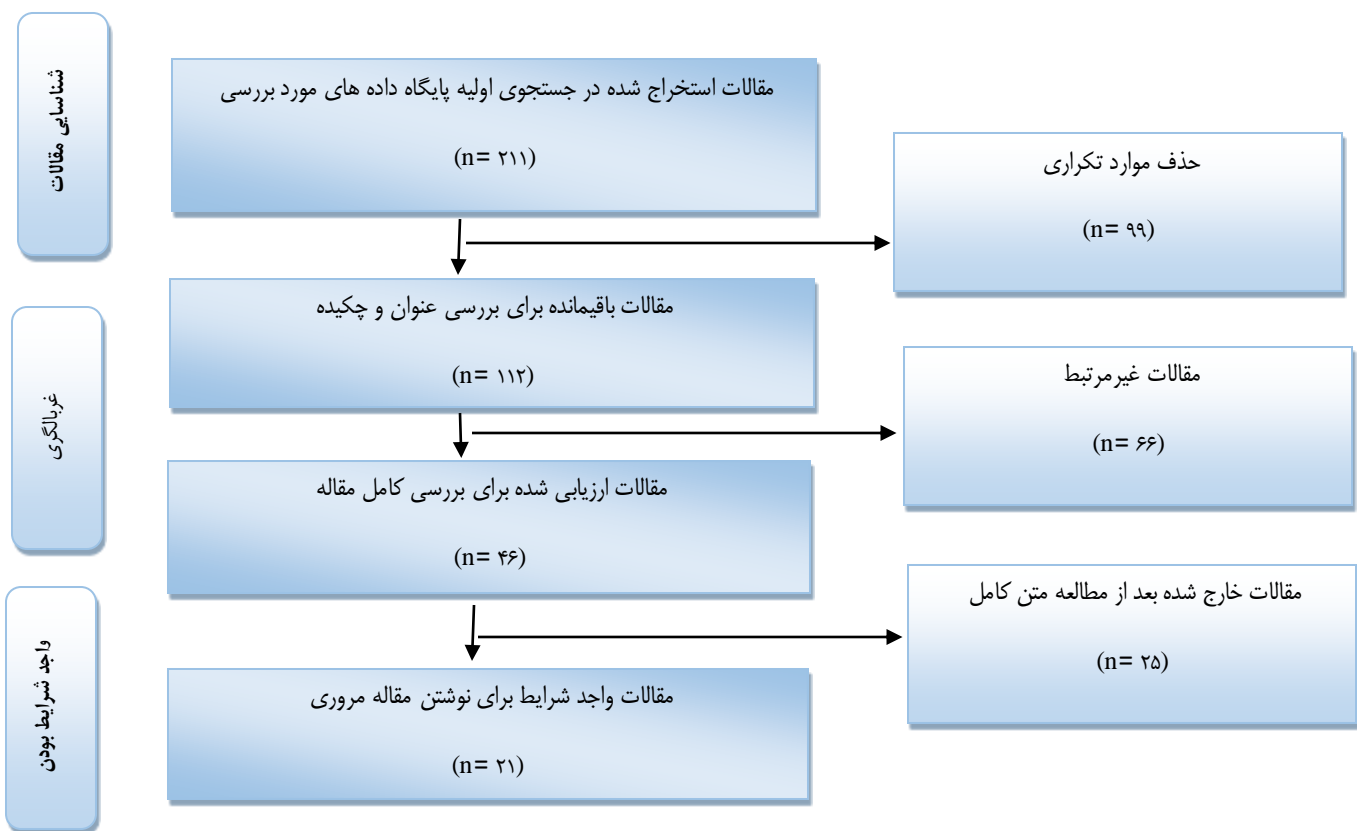 شناسایی مقالات
مقالات استخراج شده در جستجوی اولیه پایگاه داده های مورد بررسی
(n= ۲۱۱)
حذف موارد تکراری
(n= ۹۹)
غربالگری
مقالات باقیمانده برای بررسی عنوان و چکیده
(n= ۱۱۲)
مقالات غیرمرتبط
(n= ۶۶)
مقالات ارزیابی شده برای بررسی کامل مقاله
(n= ۴۶)
واجد شرایط بودن
مقالات خارج شده بعد از مطالعه متن کامل
(n= ۲۵)
مقالات واجد شرایط برای نوشتن مقاله مروری
(n= ۲۱)